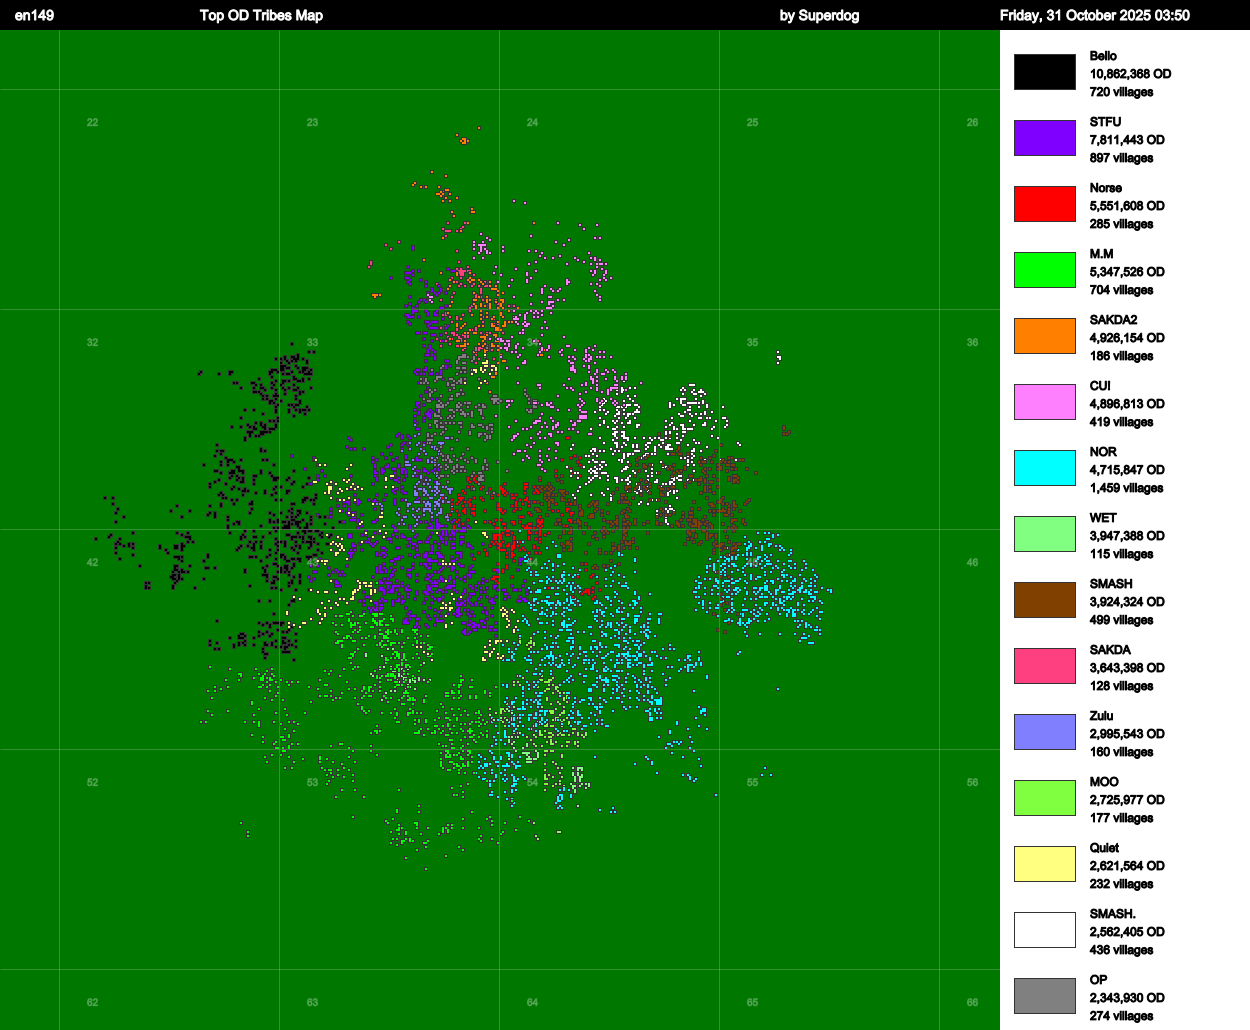 en149 Top OD Tribes Map by Superdog Friday, 31 October 2025 03:50
Bello
10,862,368 OD
720 villages
STFU
7,811,443 OD
897 villages
Norse
5,551,608 OD
285 villages
M.M
5,347,526 OD
704 villages
SAKDA2
4,926,154 OD
186 villages
CUI
4,896,813 OD
419 villages
NOR
4,715,847 OD
1,459 villages
WET
3,947,388 OD
115 villages
SMASH
3,924,324 OD
499 villages
SAKDA
3,643,398 OD
128 villages
Zulu
2,995,543 OD
160 villages
MOO
2,725,977 OD
177 villages
Quiet
2,621,564 OD
232 villages
SMASH.
2,562,405 OD
436 villages
OP
2,343,930 OD
274 villages
22 23 24 25 26
32 33 34 35 36
42 43 44 45 46
52 53 54 55 56
62 63 64 65 66